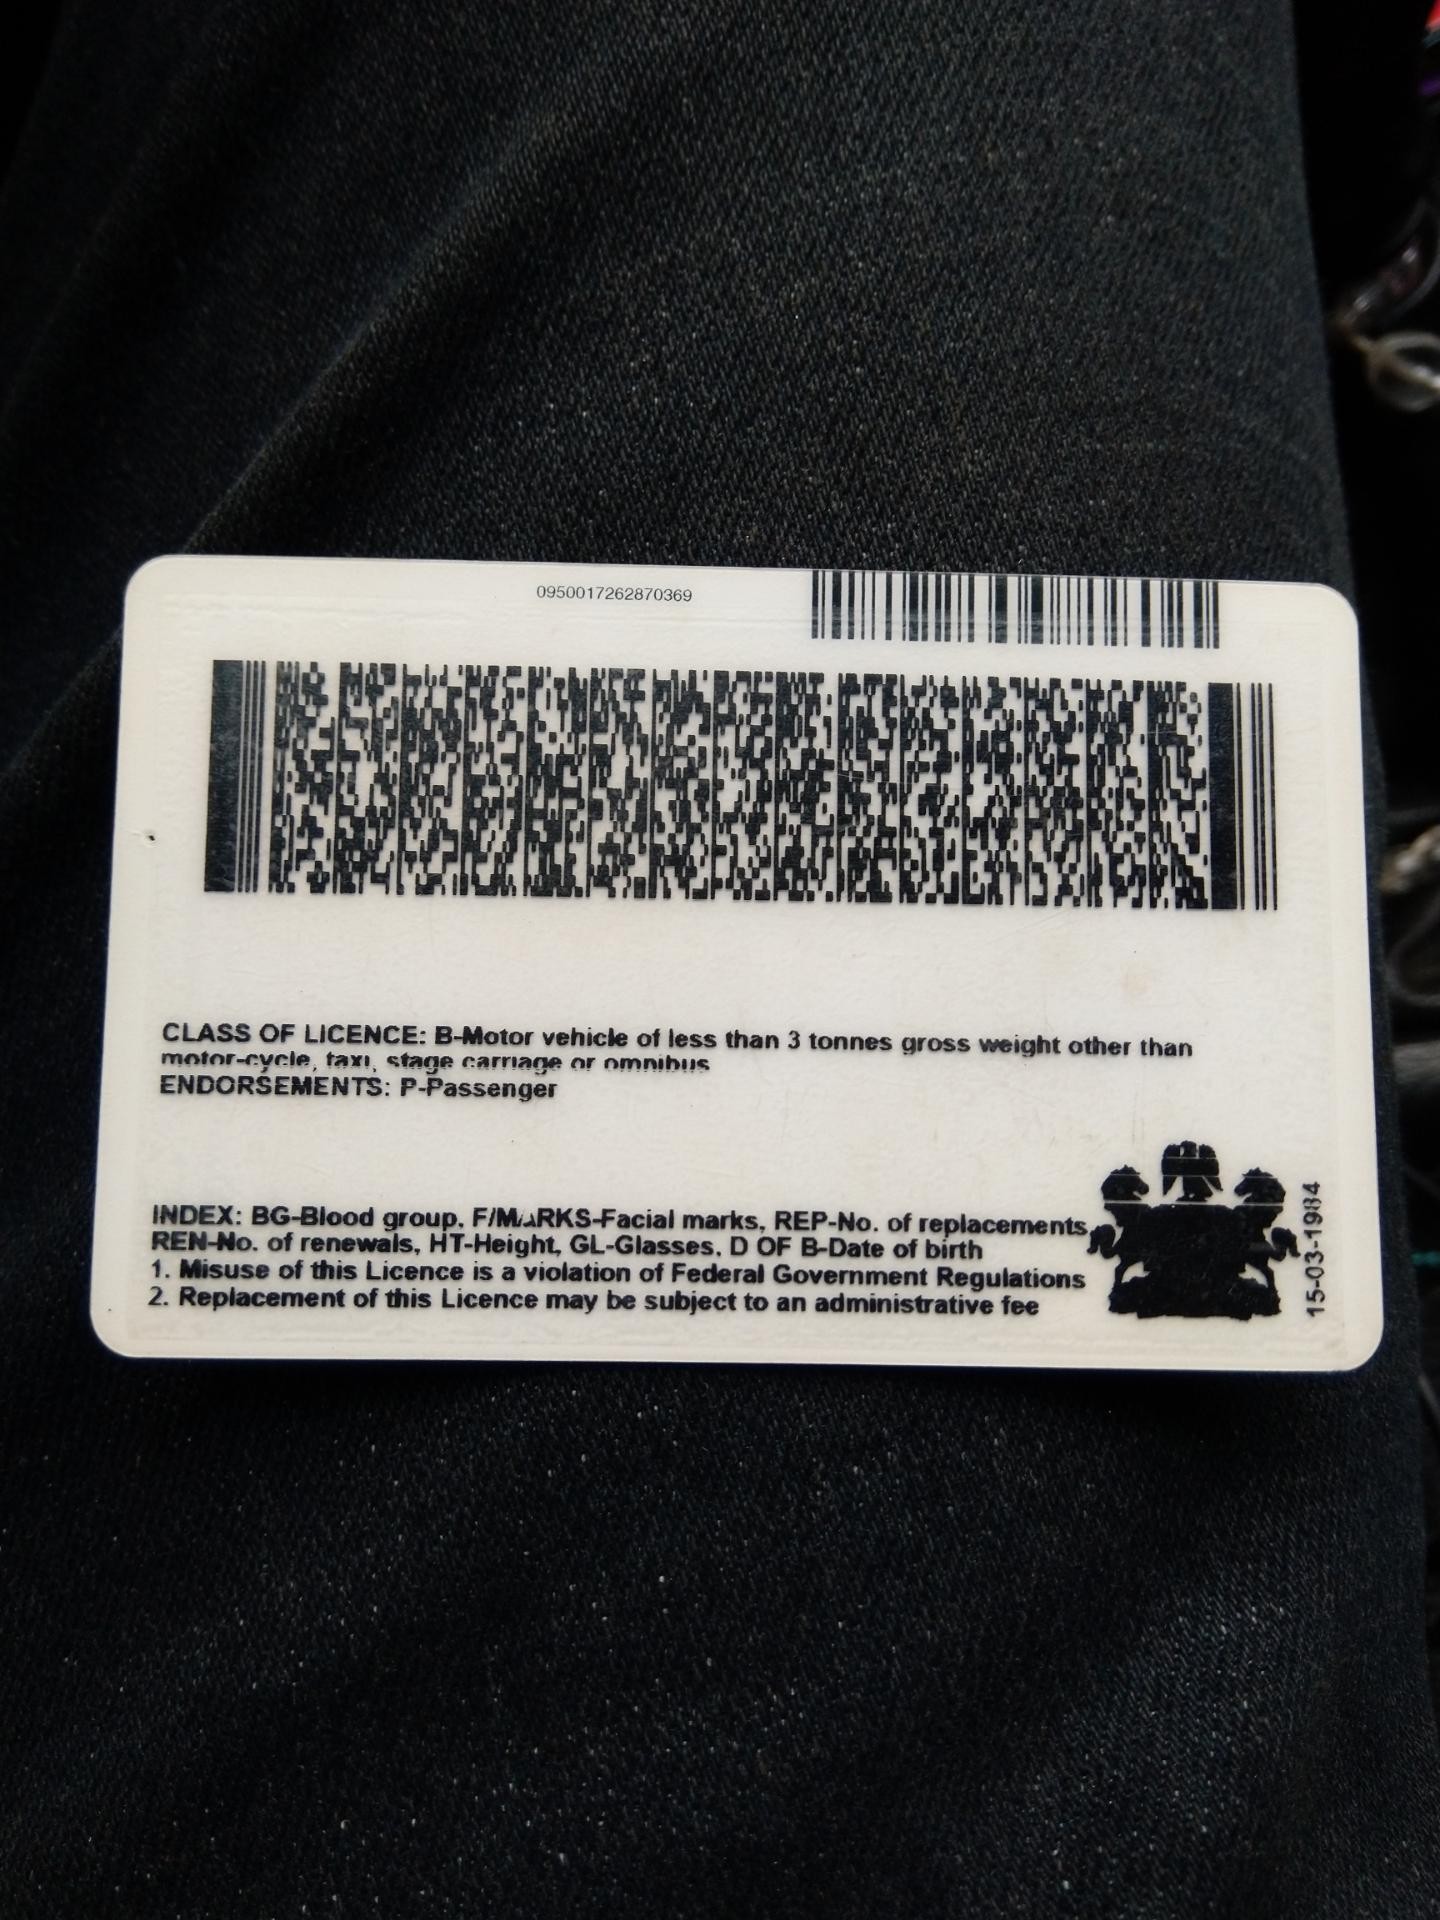 0950017262870369
CLASS OF LICENCE: B-Motor vehicle of less than 3 tonnes gross weight other than
motor-cycle, taxi, stage carriage or omnibus
ENDORSEMENTS: P-Passenger
INDEX: BG-Blood group, F/MARKS-Facial marks, REP-No. of replacements,
REN-No. of renewals, HT-Height, GL-Glasses, D OF B-Date of birth
1. Misuse of this Licence is a violation of Federal Government Regulations
2. Replacement of this Licence may be subject to an administrative fee
15-03-1984